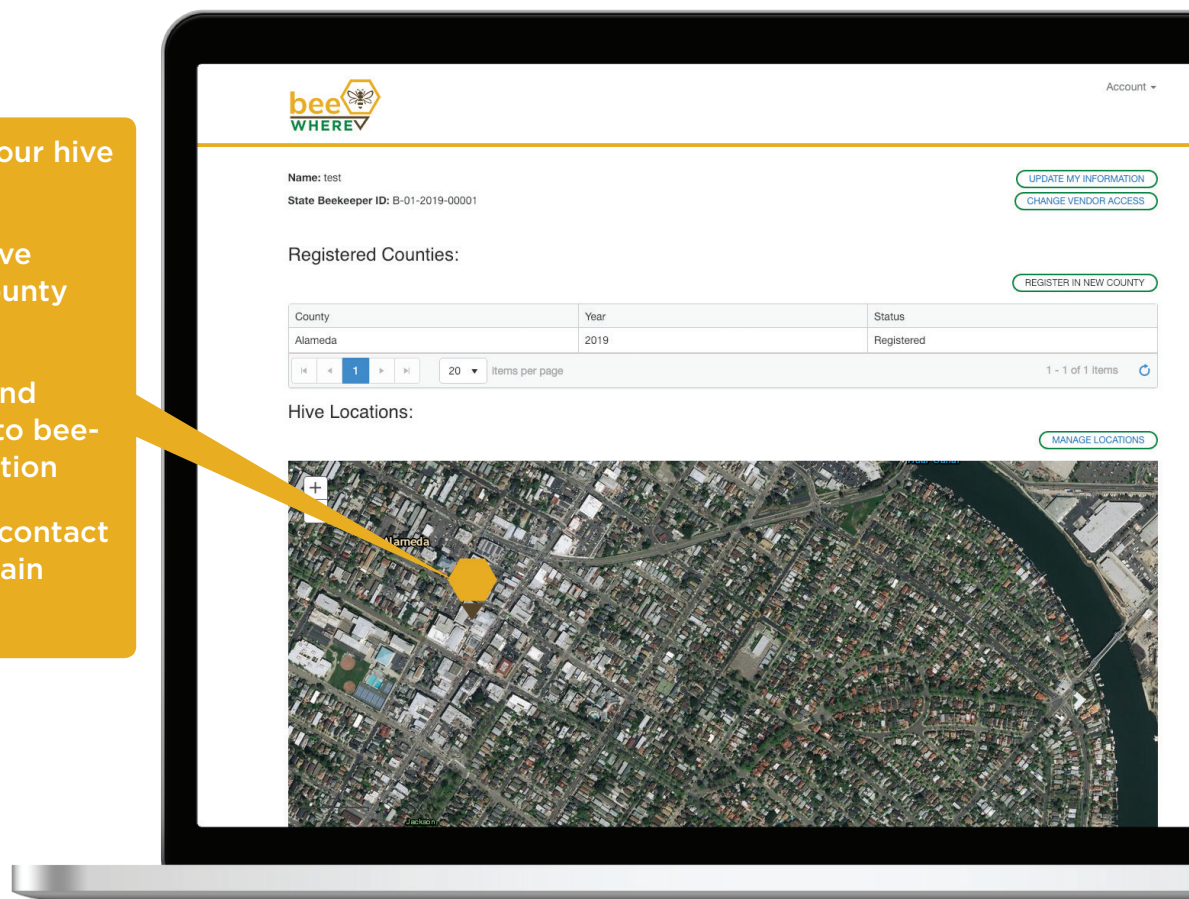 our hive
ve
ounty
nd
to bee-
tion
contact
ain
bee
WHERE
Account
Name: test
State Beekeeper ID: B-01-2019-00001
UPDATE MY INFORMATION
CHANGE VENDOR ACCESS
Registered Counties:
REGISTER IN NEW COUNTY
County Year Status
Alameda 2019 Registered
1 20 items per page 1 - 1 of 1 items
Hive Locations:
MANAGE LOCATIONS
+
Alameda
Jackson